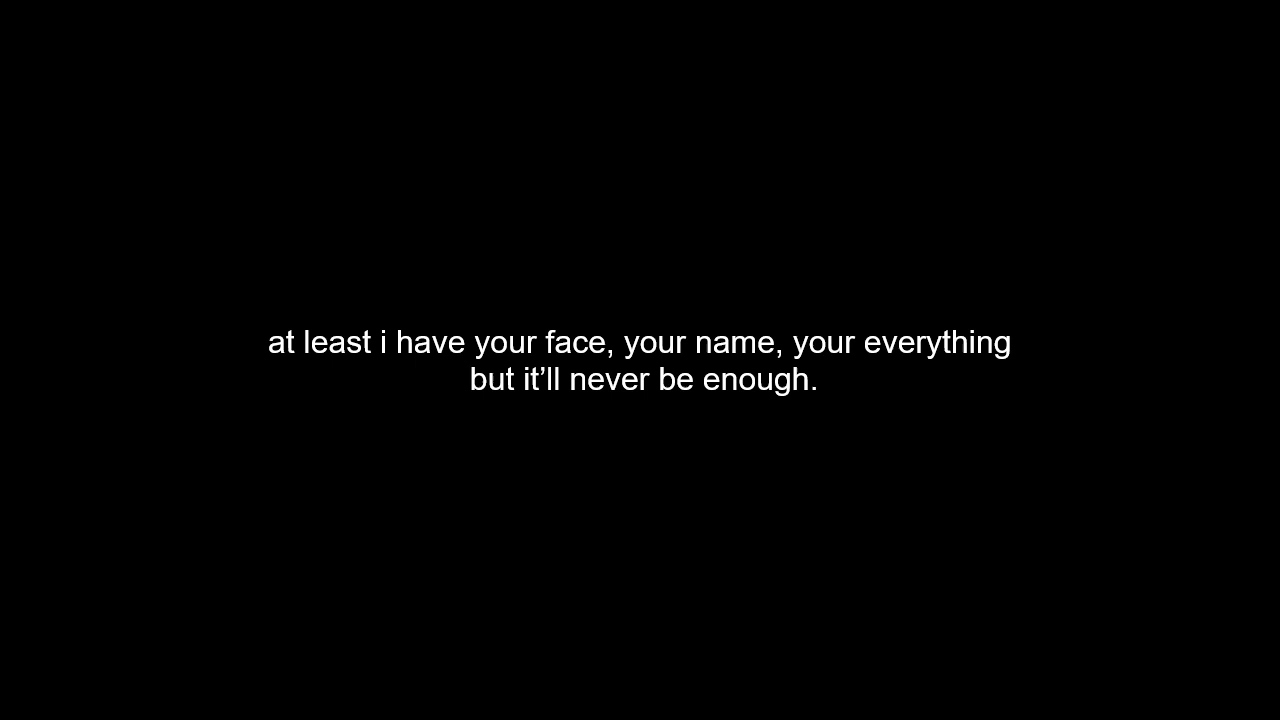 at least i have your face, your name, your everything
but it’ll never be enough.